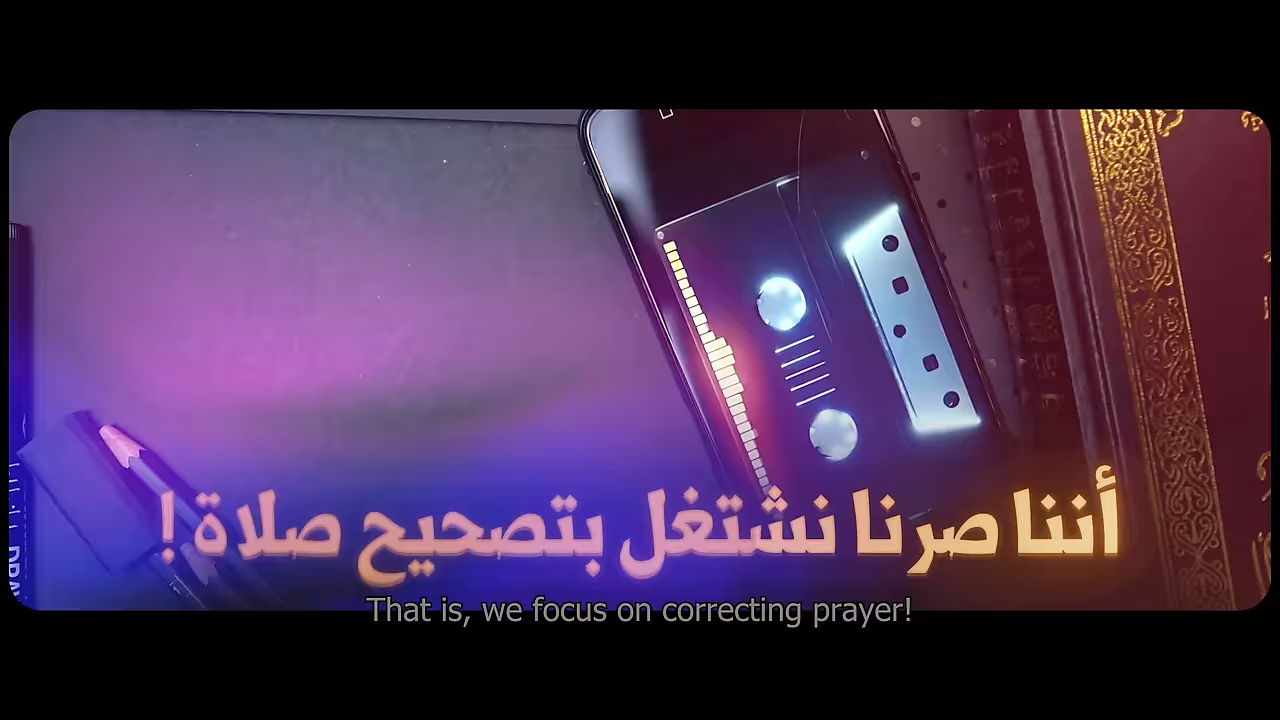 أننا صرنا نشتغل بتصحيح صلاة !
That is, we focus on correcting prayer!